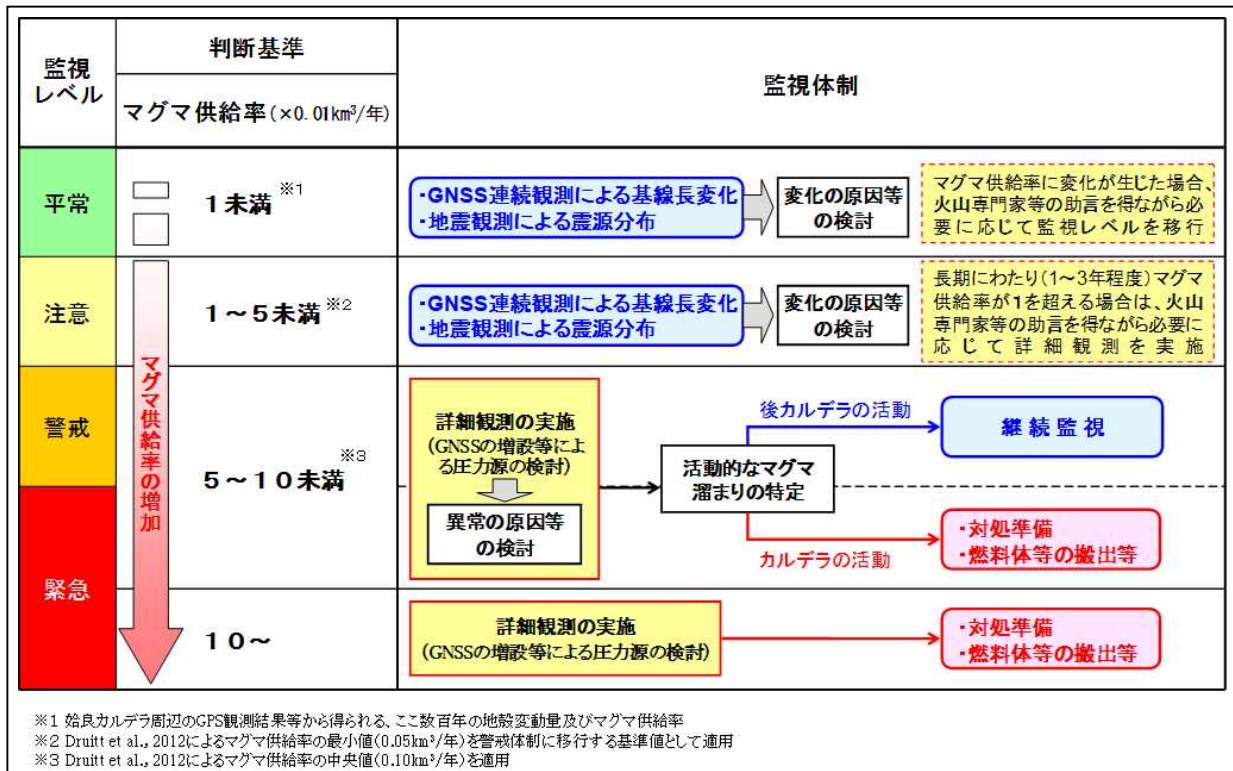 監視
レベル
判断基準
マグマ供給率(×0.01km³/年)
監視体制
平常
1未満 ※1
・GNSS連続観測による基線長変化
・地震観測による震源分布
変化の原因等
の検討
マグマ供給率に変化が生じた場合、
火山専門家等の助言を得ながら必
要に応じて監視レベルを移行
注意
1~5未満 ※2
・GNSS連続観測による基線長変化
・地震観測による震源分布
変化の原因等
の検討
長期にわたり(1~3年程度)マグマ
供給率が1を超える場合は、火山
専門家等の助言を得ながら必要に
応じて詳細観測を実施
マグマ供給率の増加
警戒
5~10未満 ※3
詳細観測の実施
(GNSSの増設等によ
る圧力源の検討)
異常の原因等
の検討
活動的なマグマ
溜まりの特定
後カルデラの活動
継続監視
カルデラの活動
・対処準備
・燃料体等の搬出等
緊急
10~
詳細観測の実施
(GNSSの増設等による圧力源の検討)
・対処準備
・燃料体等の搬出等
※1 姶良カルデラ周辺のGPS観測結果等から得られる、ここ数百年の地殻変動量及びマグマ供給率
※2 Druitt et al., 2012によるマグマ供給率の最小値(0.05km³/年)を警戒体制に移行する基準値として適用
※3 Druitt et al., 2012によるマグマ供給率の中央値(0.10km³/年)を適用